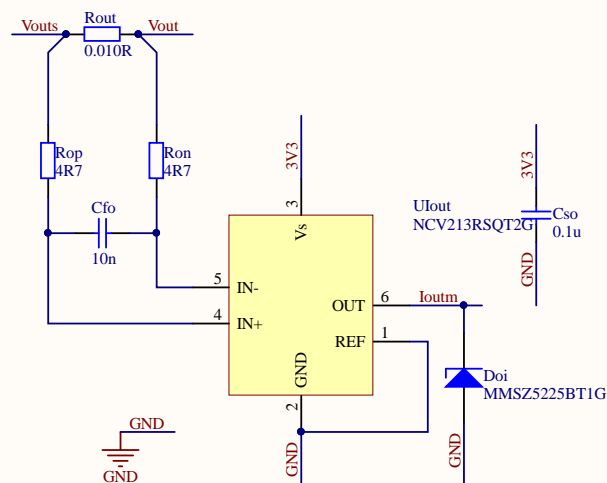 Rout
Vouts
Vout
0.010R
Rop
4R7
Ron
4R7
Cfo
10n
3V3
3
Vs
UIout
NCV213RSQT2G
3V3
Cso
0.1u
GND
5
IN-
4
IN+
OUT
6
Ioutm
REF
1
GND
2
Doi
MMSZ5225BT1G
GND
GND
GND
GND